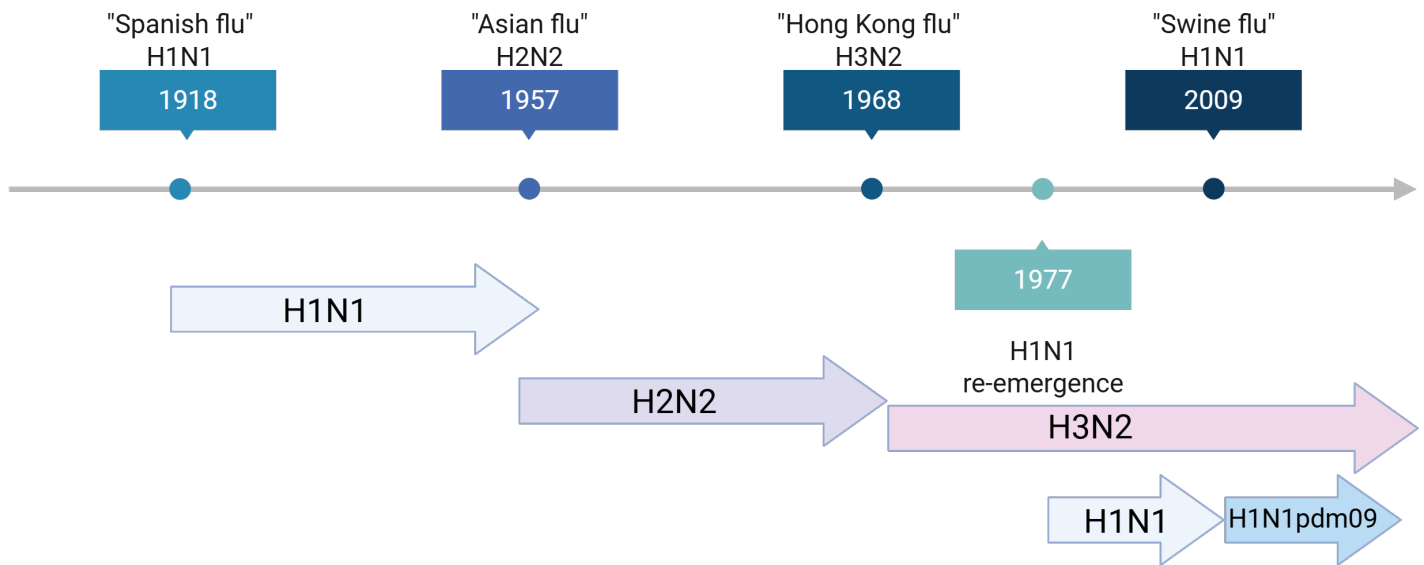 "Spanish flu"
H1N1
1918
"Asian flu"
H2N2
1957
"Hong Kong flu"
H3N2
1968
"Swine flu"
H1N1
2009
1977
H1N1
re-emergence
H1N1
H2N2
H3N2
H1N1
H1N1pdm09